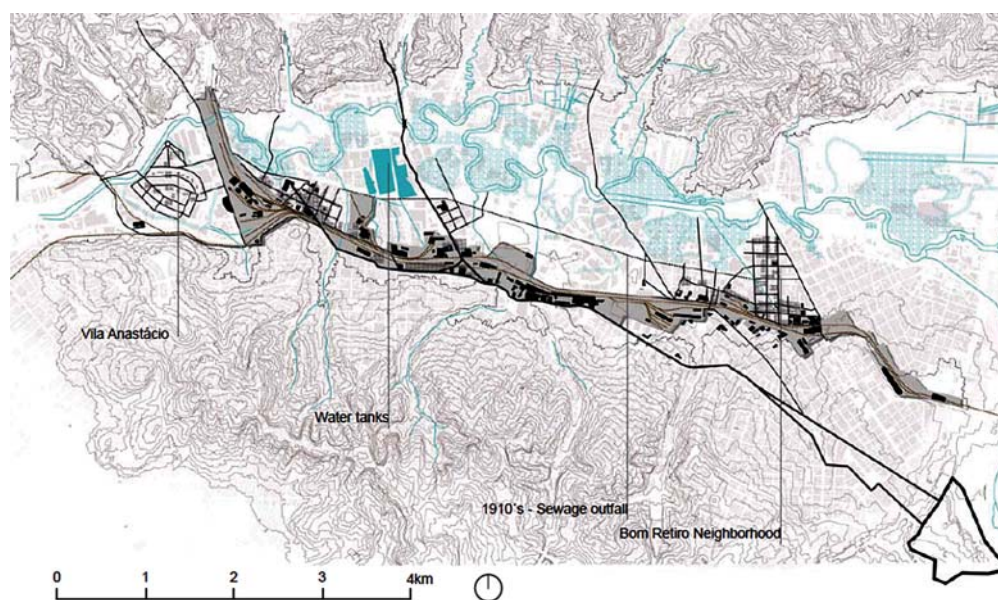 Vila Anastácio
Water tanks
1910's - Sewage outfall
Bom Retiro Neighborhood
0 1 2 3 4km